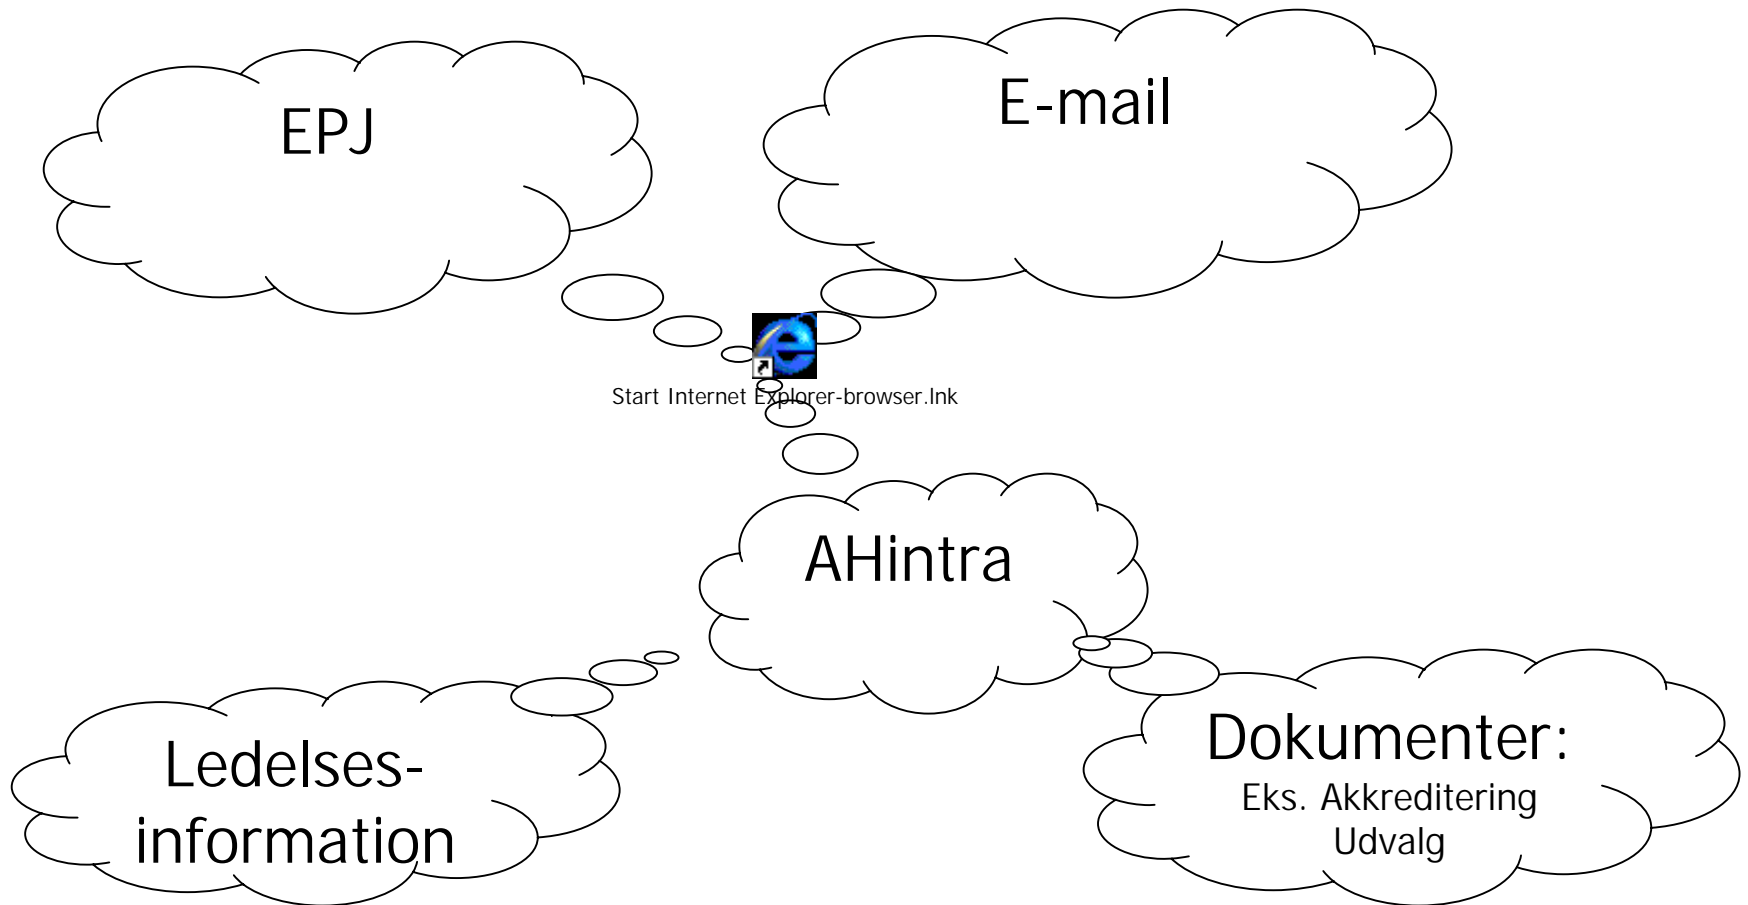 EPJ
E-mail
Start Internet Explorer-browser.lnk
AHintra
Ledelses-
information
Dokumenter:
Eks. Akkreditering
Udvalg